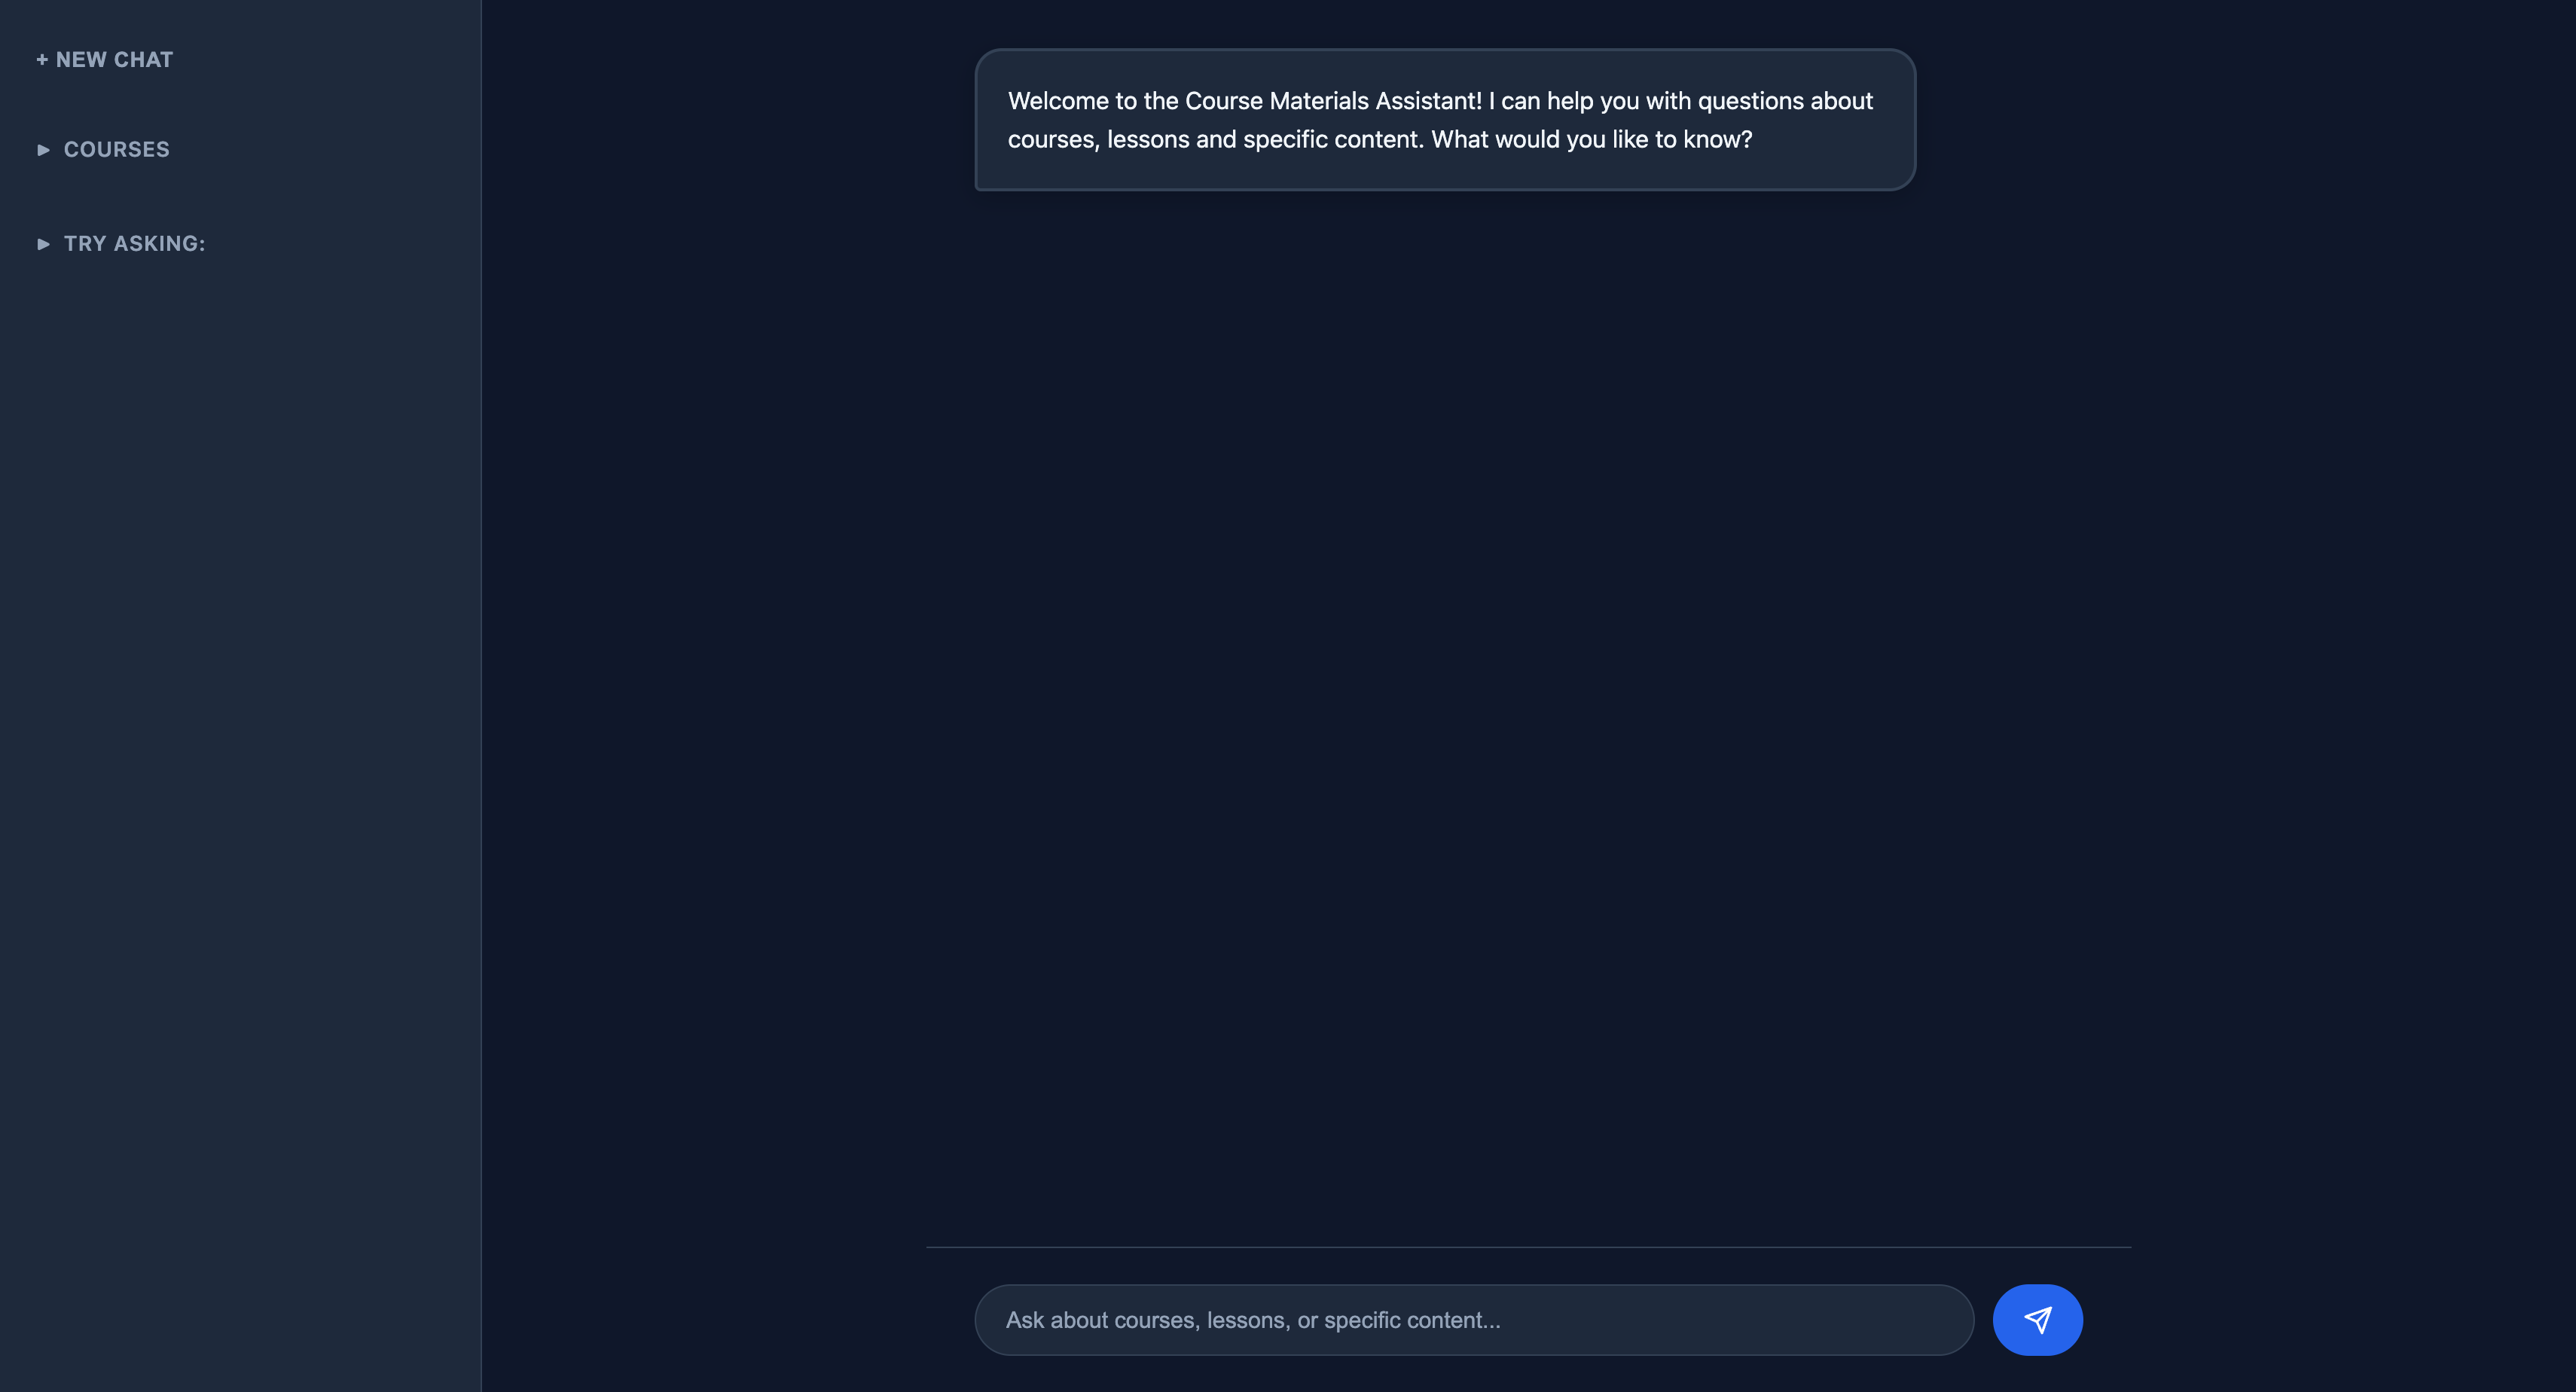 + NEW CHAT
▶ COURSES
▶ TRY ASKING:
Welcome to the Course Materials Assistant! I can help you with questions about
courses, lessons and specific content. What would you like to know?
Ask about courses, lessons, or specific content...